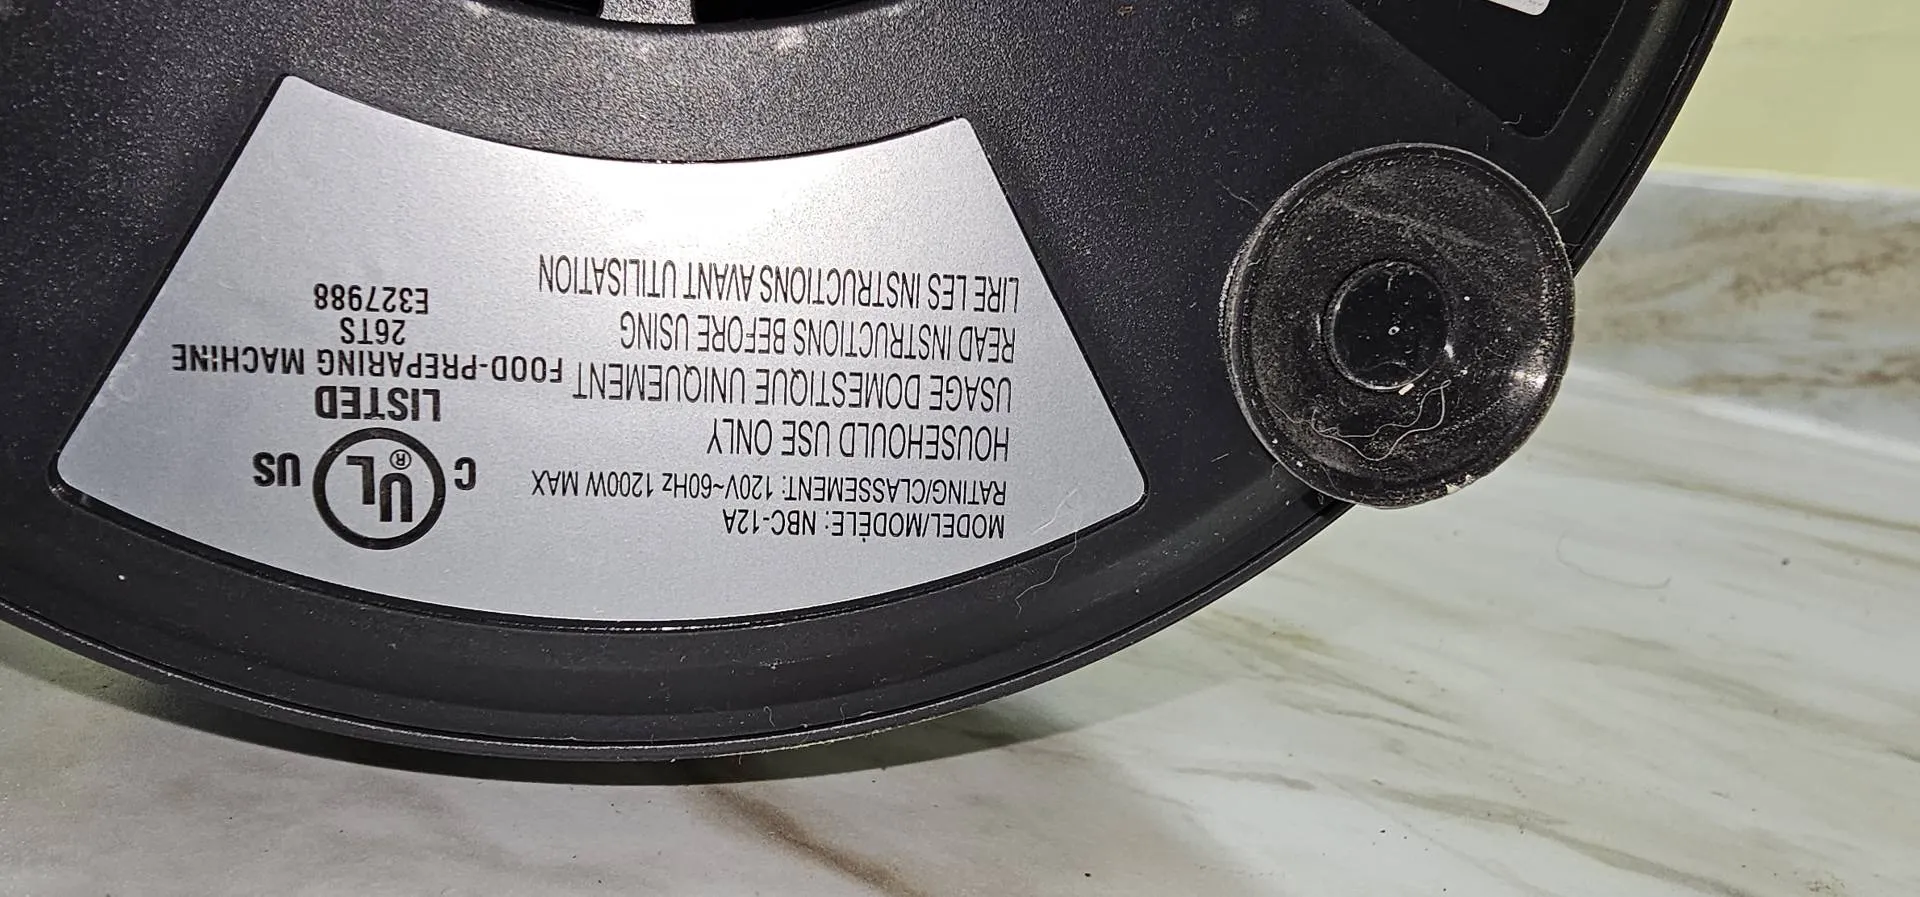 MODEL/MODÈLE: NBC-12A
RATING/CLASSEMENT: 120V~60Hz 1200W MAX
HOUSEHOULD USE ONLY
USAGE DOMESTIQUE UNIQUEMENT
READ INSTRUCTIONS BEFORE USING
LIRE LES INSTRUCTIONS AVANT UTILISATION
C UL® US
LISTED
FOOD-PREPARING MACHINE
26TS
E327988